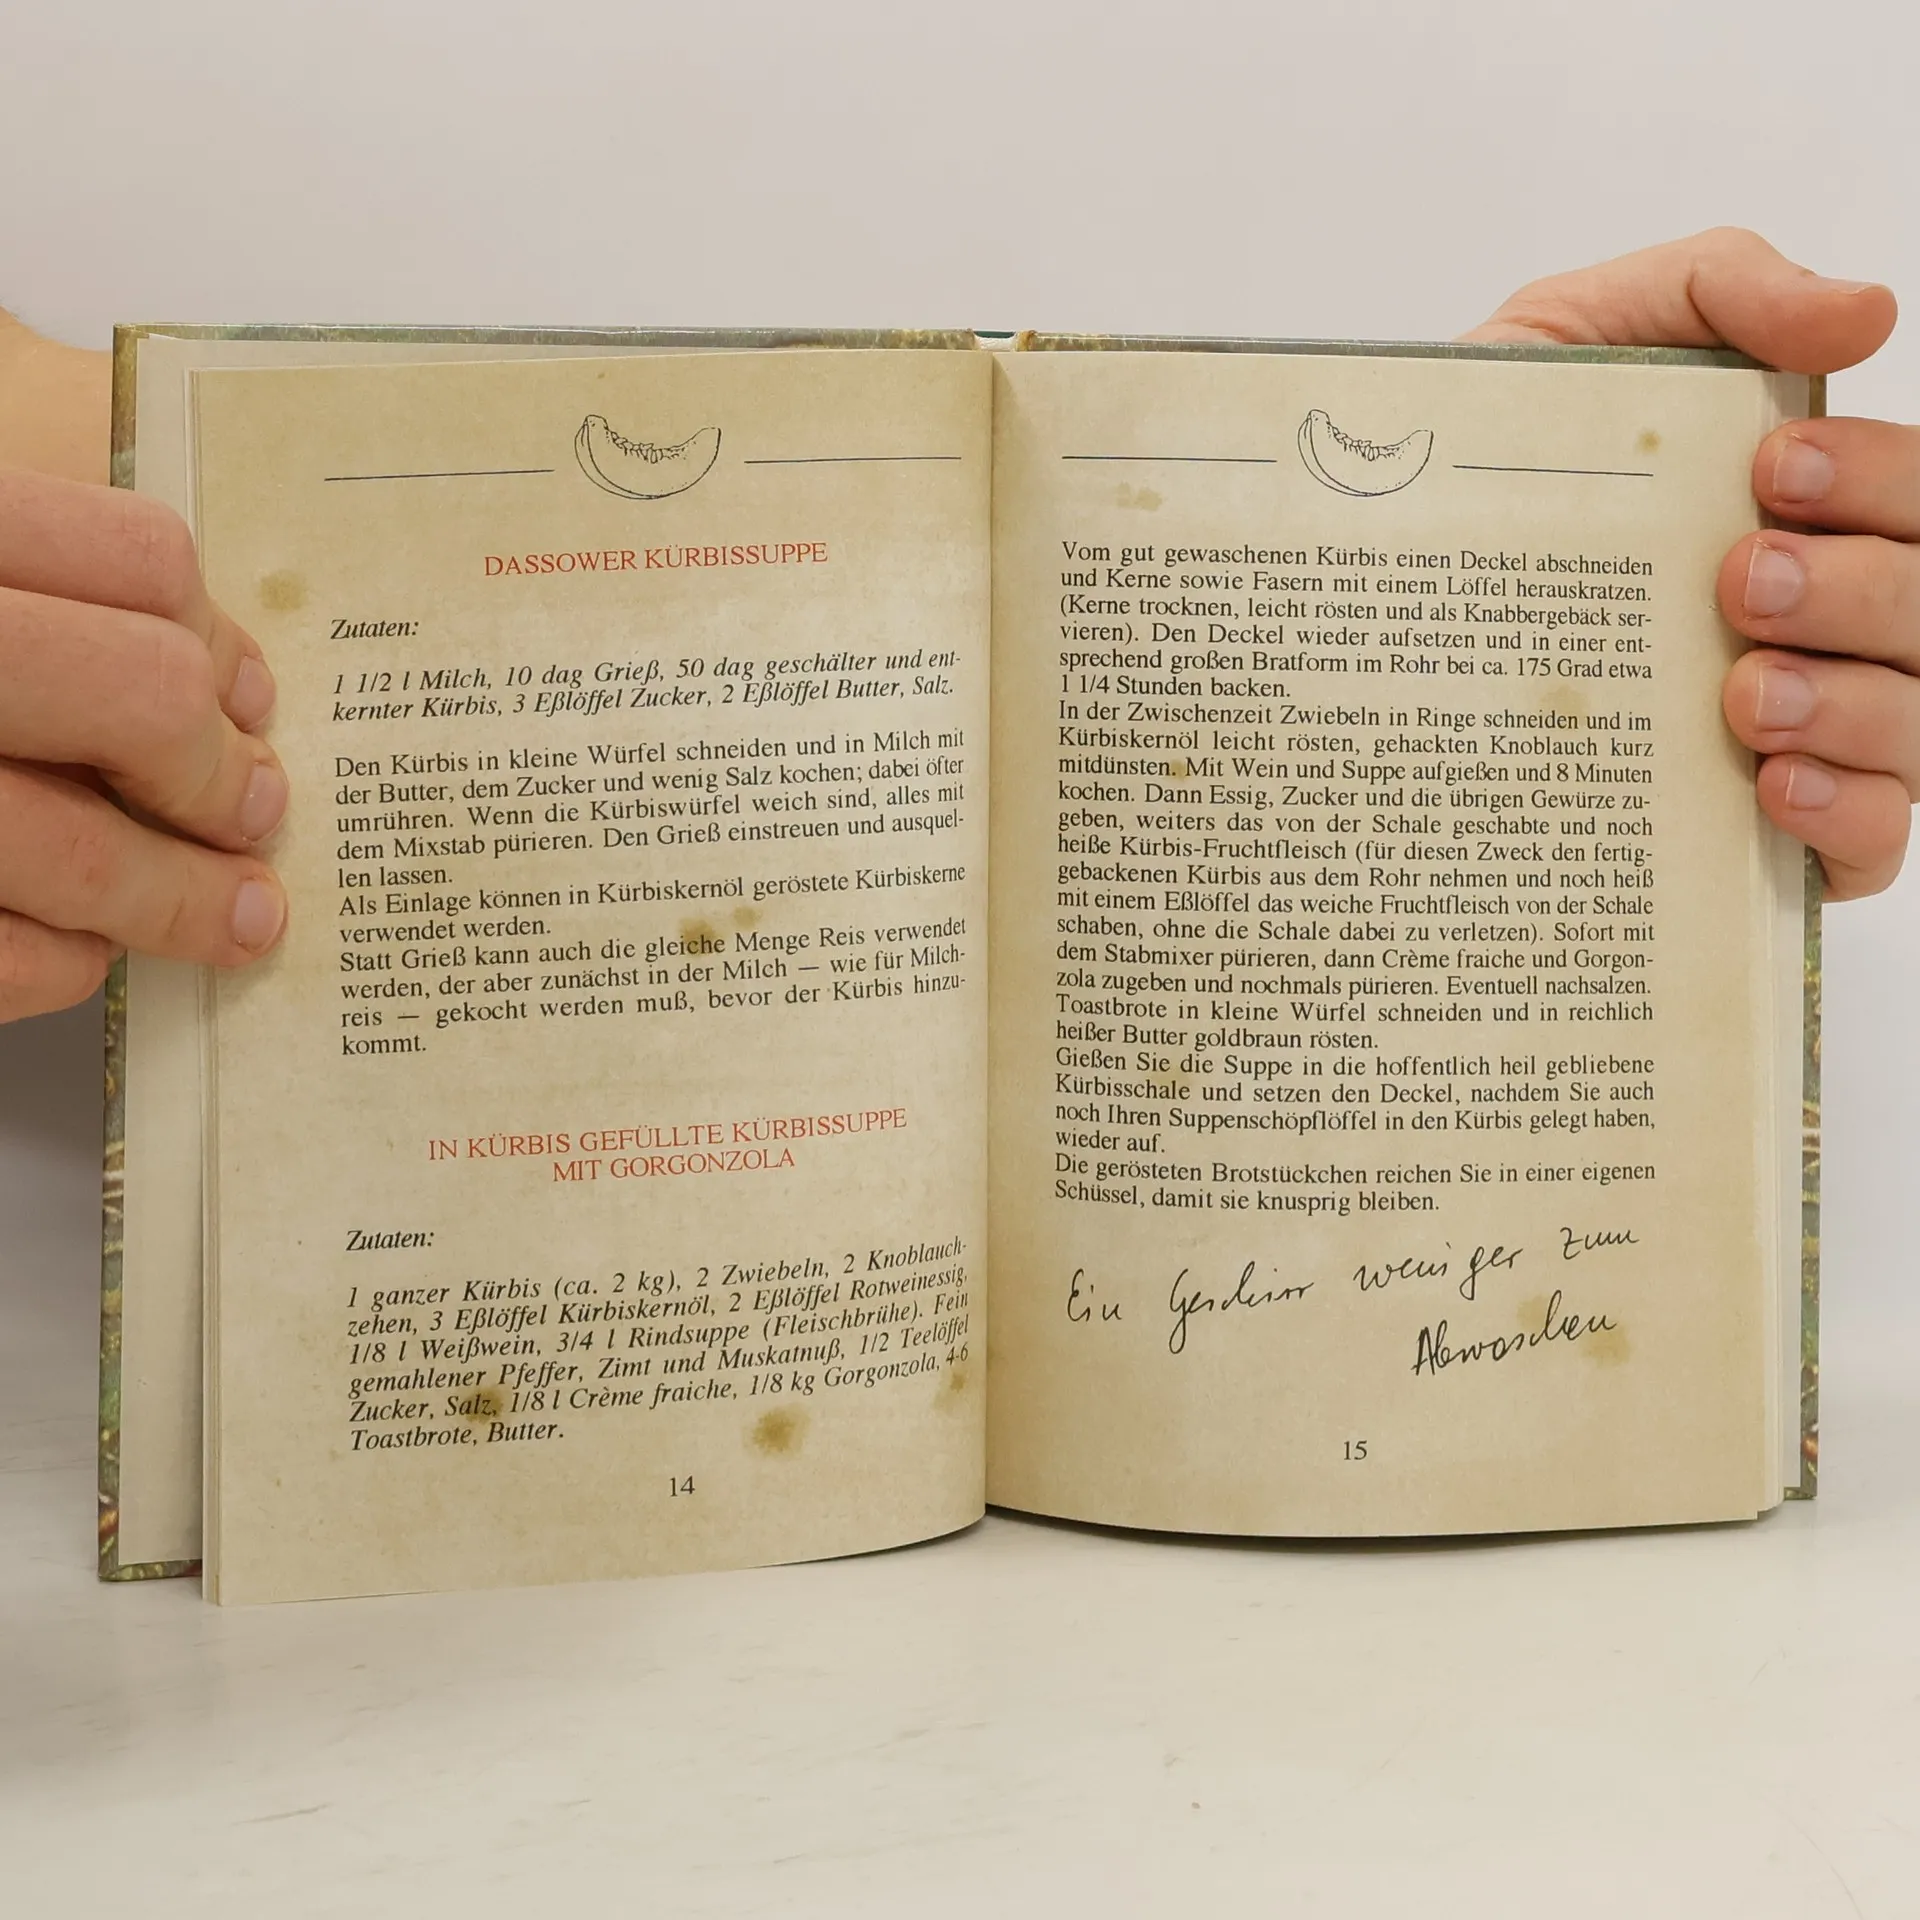 DASSOWER KÜRBISSUPPE
Zutaten:
1 1/2 l Milch, 10 dag Grieß, 50 dag geschälter und ent-
kernter Kürbis, 3 Eßlöffel Zucker, 2 Eßlöffel Butter, Salz.
Den Kürbis in kleine Würfel schneiden und in Milch mit
der Butter, dem Zucker und wenig Salz kochen; dabei öfter
umrühren. Wenn die Kürbiswürfel weich sind, alles mit
dem Mixstab pürieren. Den Grieß einstreuen und ausquel-
len lassen.
Als Einlage können in Kürbiskernöl geröstete Kürbiskerne
verwendet werden.
Statt Grieß kann auch die gleiche Menge Reis verwendet
werden, der aber zunächst in der Milch — wie für Milch-
reis — gekocht werden muß, bevor der Kürbis hinzu-
kommt.
IN KÜRBIS GEFÜLLTE KÜRBISSUPPE
MIT GORGONZOLA
Zutaten:
1 ganzer Kürbis (ca. 2 kg), 2 Zwiebeln, 2 Knoblauch-
zehen, 3 Eßlöffel Kürbiskernöl, 2 Eßlöffel Rotweinessig,
1/8 l Weißwein, 3/4 l Rindsuppe (Fleischbrühe). Fein
gemahlener Pfeffer, Zimt und Muskatnuß, 1/2 Teelöffel
Zucker, Salz, 1/8 l Crème fraiche, 1/8 kg Gorgonzola, 4-6
Toastbrote, Butter.
14
Vom gut gewaschenen Kürbis einen Deckel abschneiden
und Kerne sowie Fasern mit einem Löffel herauskratzen.
(Kerne trocknen, leicht rösten und als Knabbergebäck ser-
vieren). Den Deckel wieder aufsetzen und in einer ent-
sprechend großen Bratform im Rohr bei ca. 175 Grad etwa
1 1/4 Stunden backen.
In der Zwischenzeit Zwiebeln in Ringe schneiden und im
Kürbiskernöl leicht rösten, gehackten Knoblauch kurz
mitdünsten. Mit Wein und Suppe aufgießen und 8 Minuten
kochen. Dann Essig, Zucker und die übrigen Gewürze zu-
geben, weiters das von der Schale geschabte und noch
heiße Kürbis-Fruchtfleisch (für diesen Zweck den fertig-
gebackenen Kürbis aus dem Rohr nehmen und noch heiß
mit einem Eßlöffel das weiche Fruchtfleisch von der Schale
schaben, ohne die Schale dabei zu verletzen). Sofort mit
dem Stabmixer pürieren, dann Crème fraiche und Gorgon-
zola zugeben und nochmals pürieren. Eventuell nachsalzen.
Toastbrote in kleine Würfel schneiden und in reichlich
heißer Butter goldbraun rösten.
Gießen Sie die Suppe in die hoffentlich heil gebliebene
Kürbisschale und setzen den Deckel, nachdem Sie auch
noch Ihren Suppenschöpflöffel in den Kürbis gelegt haben,
wieder auf.
Die gerösteten Brotstückchen reichen Sie in einer eigenen
Schüssel, damit sie knusprig bleiben.
Ein Geschirr weniger zum
Abwaschen
15